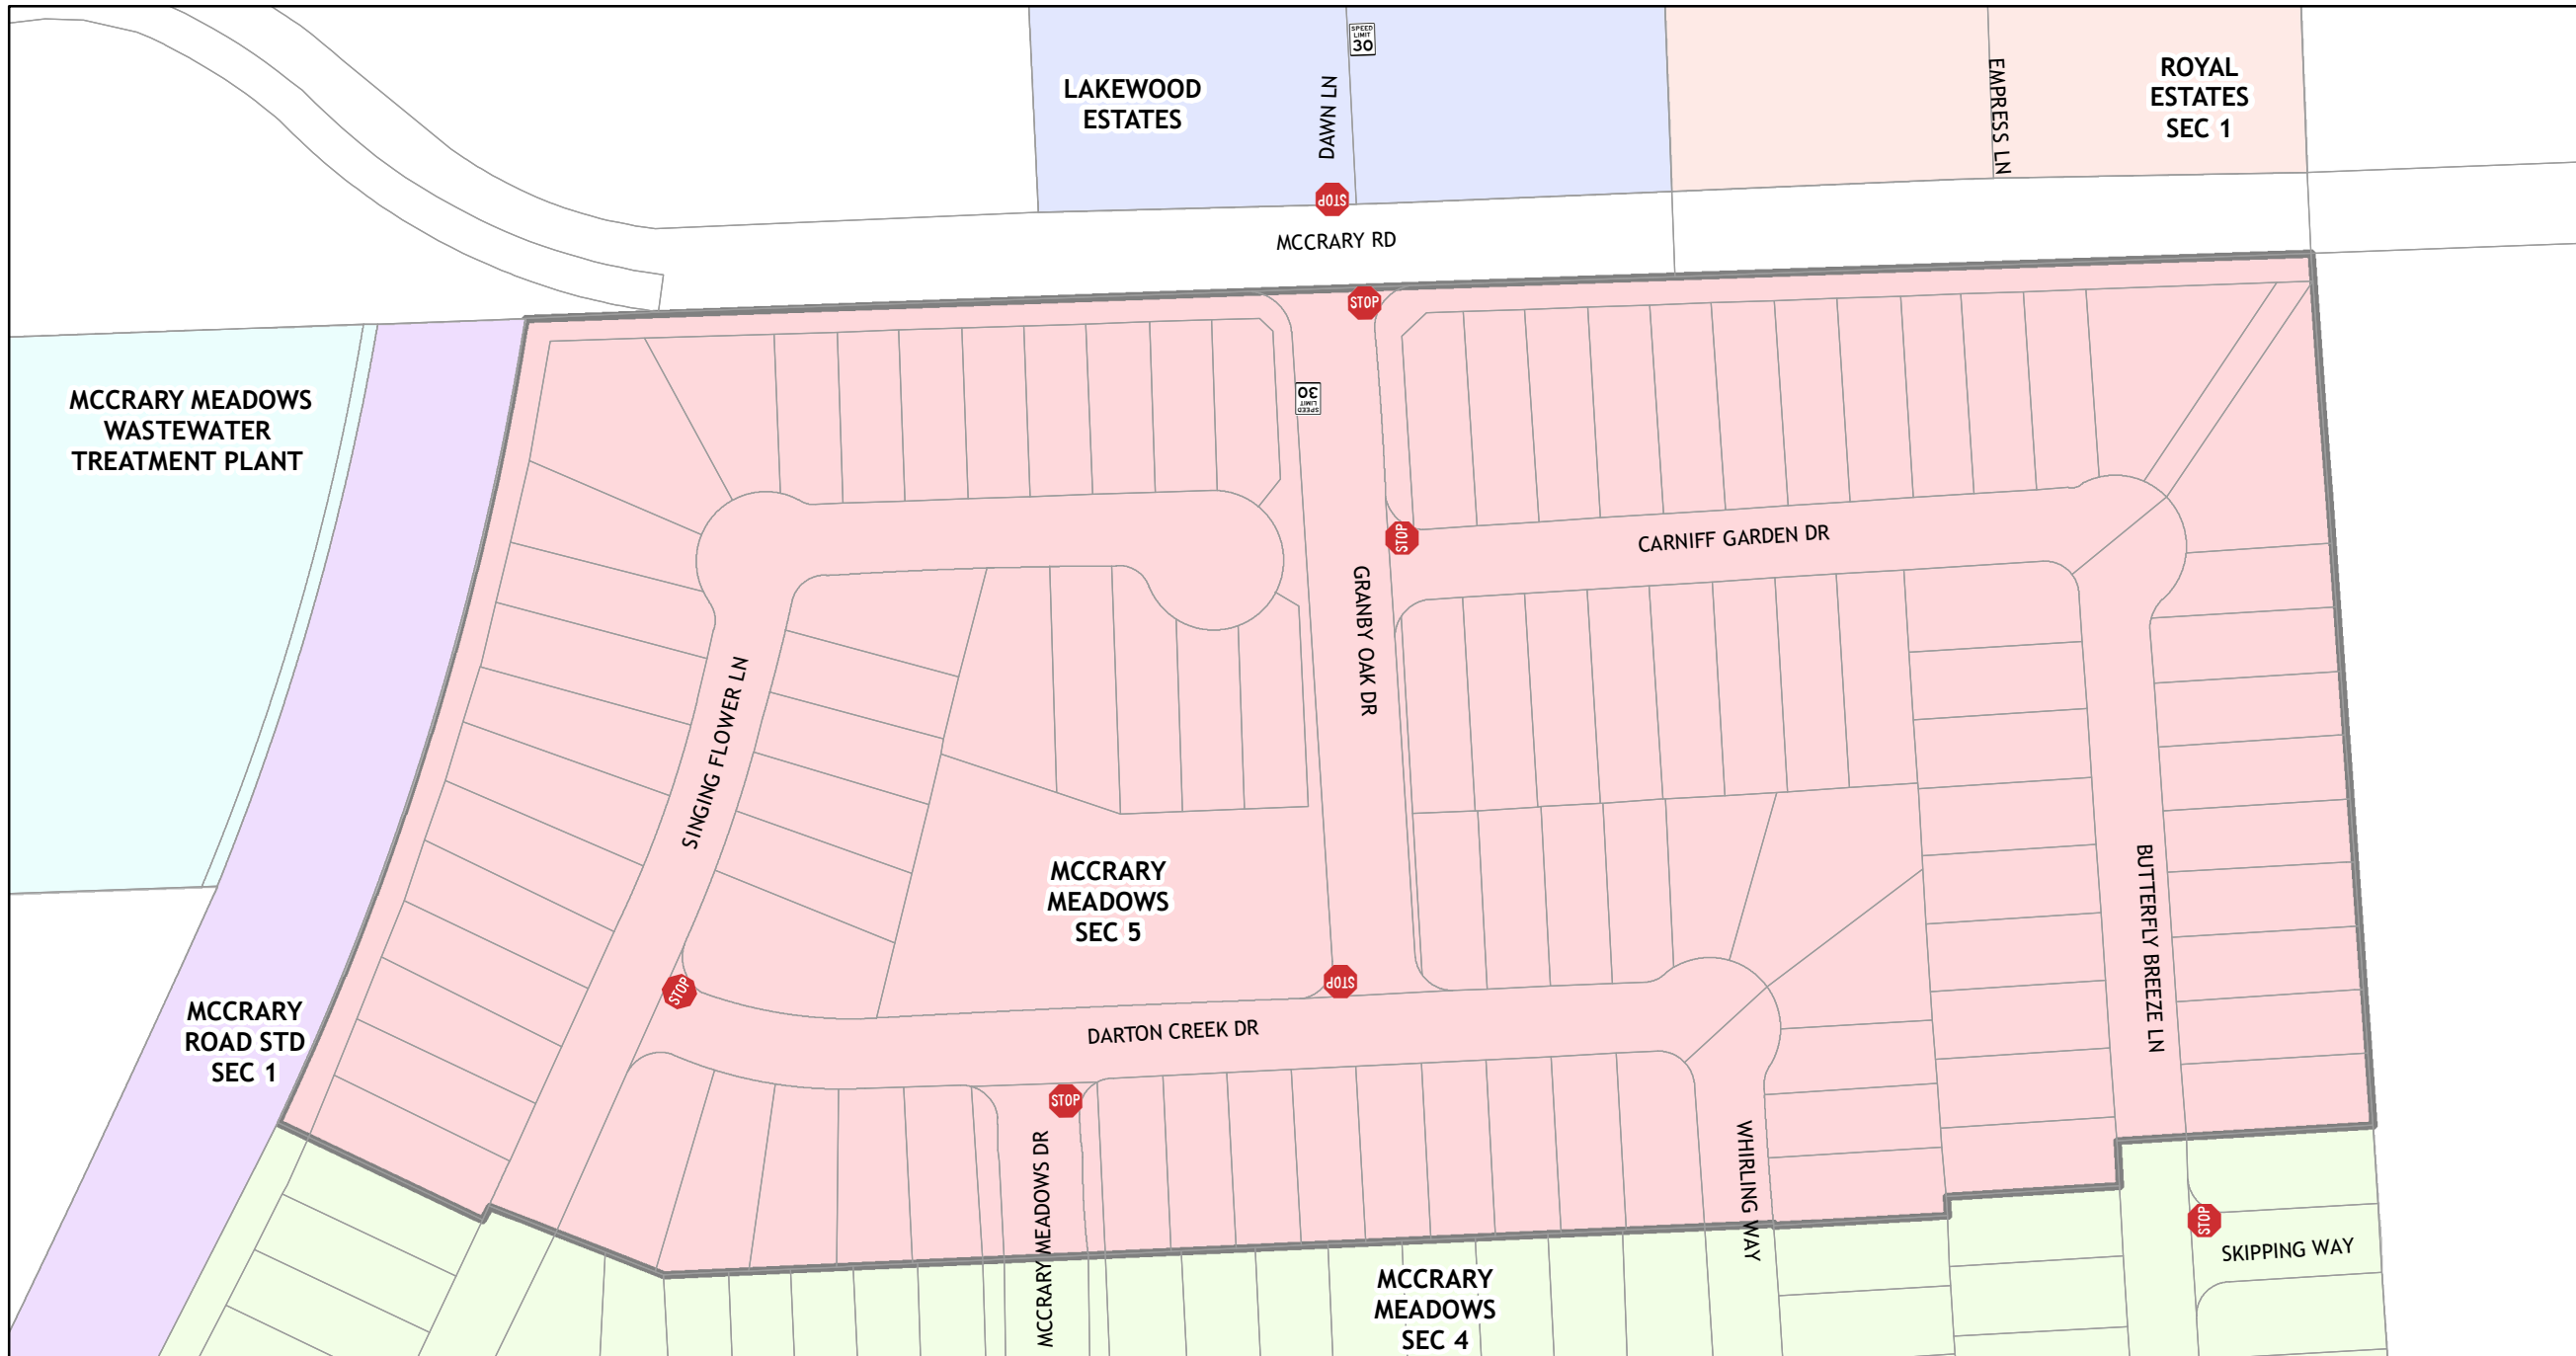 SPEED
LIMIT
30
LAKEWOOD
ESTATES
DAWN LN
EMPRESS LN
ROYAL
ESTATES
SEC 1
STOP
MCCRARY RD
STOP
MCCRARY MEADOWS
WASTEWATER
TREATMENT PLANT
SPEED
LIMIT
30
STOP
CARNIFF GARDEN DR
GRANBY OAK DR
SINGING FLOWER LN
MCCRARY
MEADOWS
SEC 5
BUTTERFLY BREEZE LN
STOP
STOP
MCCRARY
ROAD STD
SEC 1
DARTON CREEK DR
STOP
MCCRARY MEADOWS DR
WHIRLING WAY
STOP
SKIPPING WAY
MCCRARY
MEADOWS
SEC 4